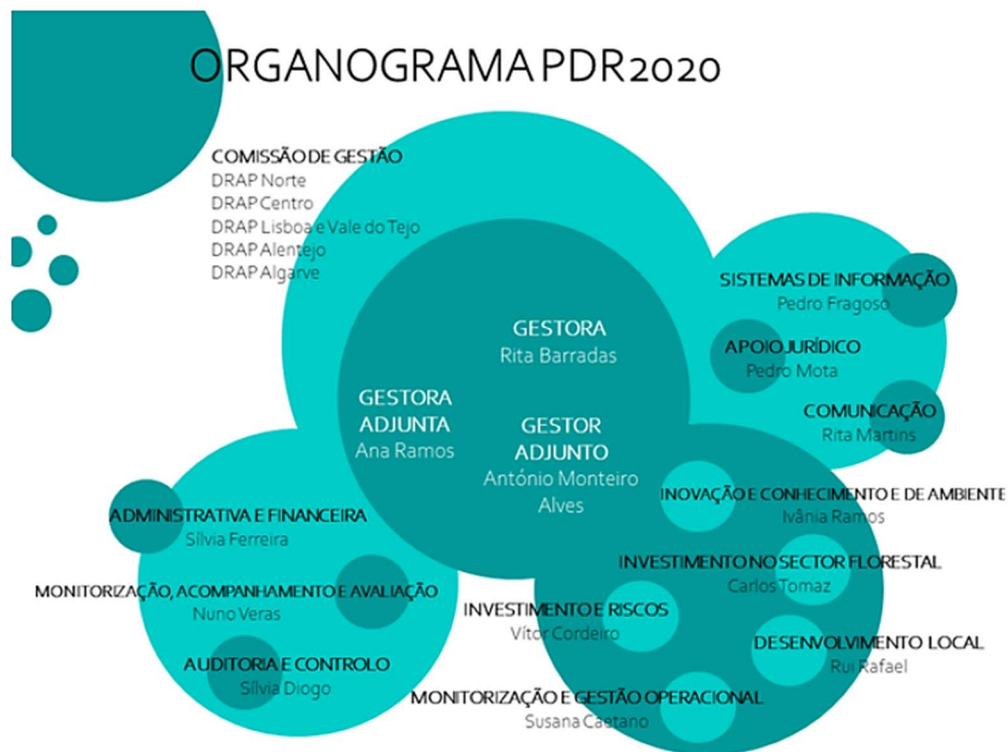 ORGANOGRAMA PDR2020
COMISSÃO DE GESTÃO
DRAP Norte
DRAP Centro
DRAP Lisboa e Vale do Tejo
DRAP Alentejo
DRAP Algarve
GESTORA
Rita Barradas
GESTORA
ADJUNTA
Ana Ramos
GESTOR
ADJUNTO
António Monteiro
Alves
SISTEMAS DE INFORMAÇÃO
Pedro Fragoso
APOIO JURÍDICO
Pedro Mota
COMUNICAÇÃO
Rita Martins
ADMINISTRATIVA E FINANCEIRA
Sílvia Ferreira
MONITORIZAÇÃO, ACOMPANHAMENTO E AVALIAÇÃO
Nuno Veras
AUDITORIA E CONTROLO
Sílvia Diogo
INOVAÇÃO E CONHECIMENTO E DE AMBIENTE
Ivânia Ramos
INVESTIMENTO NO SECTOR FLORESTAL
Carlos Tomaz
INVESTIMENTO E RISCOS
Vítor Cordeiro
DESENVOLVIMENTO LOCAL
Rui Rafael
MONITORIZAÇÃO E GESTÃO OPERACIONAL
Susana Caetano